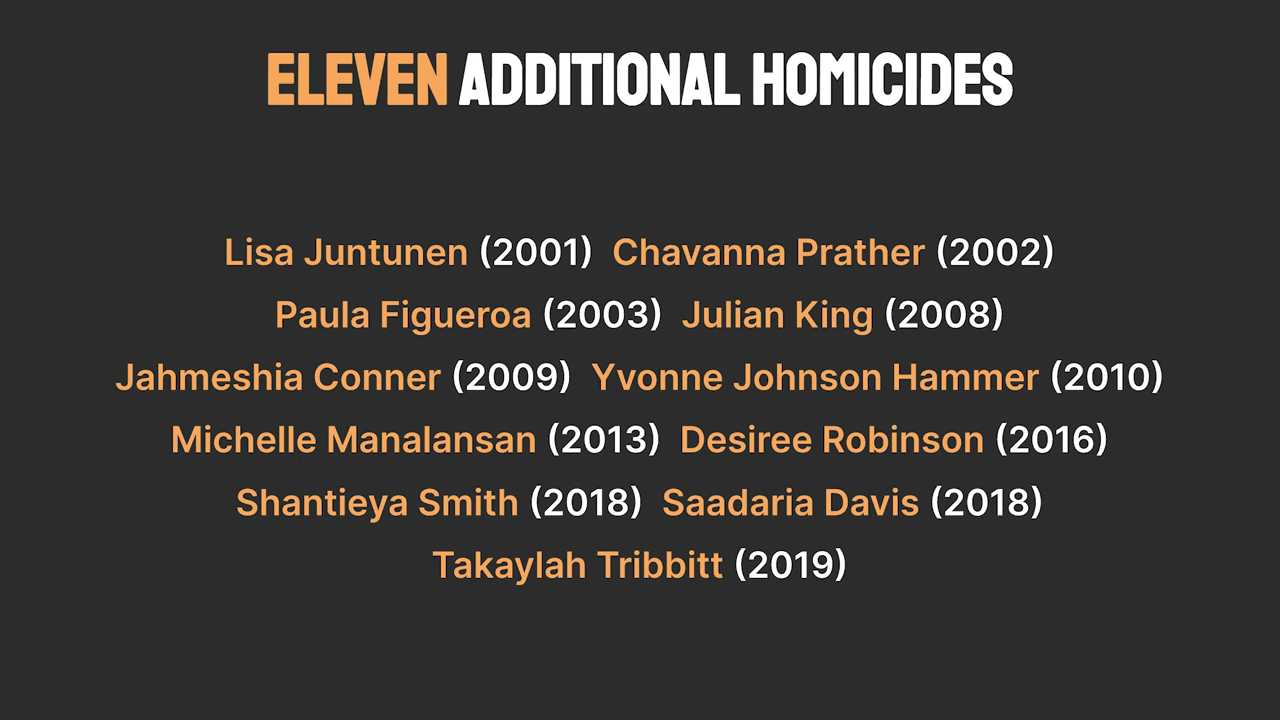 ELEVEN ADDITIONAL HOMICIDES
Lisa Juntunen (2001) Chavanna Prather (2002)
Paula Figueroa (2003) Julian King (2008)
Jahmeshia Conner (2009) Yvonne Johnson Hammer (2010)
Michelle Manalansan (2013) Desiree Robinson (2016)
Shantieya Smith (2018) Saadaria Davis (2018)
Takaylah Tribbitt (2019)